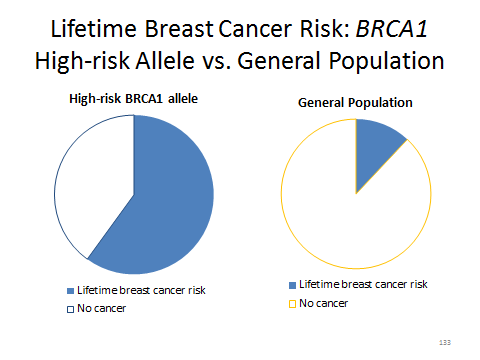 Lifetime Breast Cancer Risk: BRCA1
High-risk Allele vs. General Population
High-risk BRCA1 allele
Lifetime breast cancer risk
No cancer
General Population
Lifetime breast cancer risk
No cancer
133